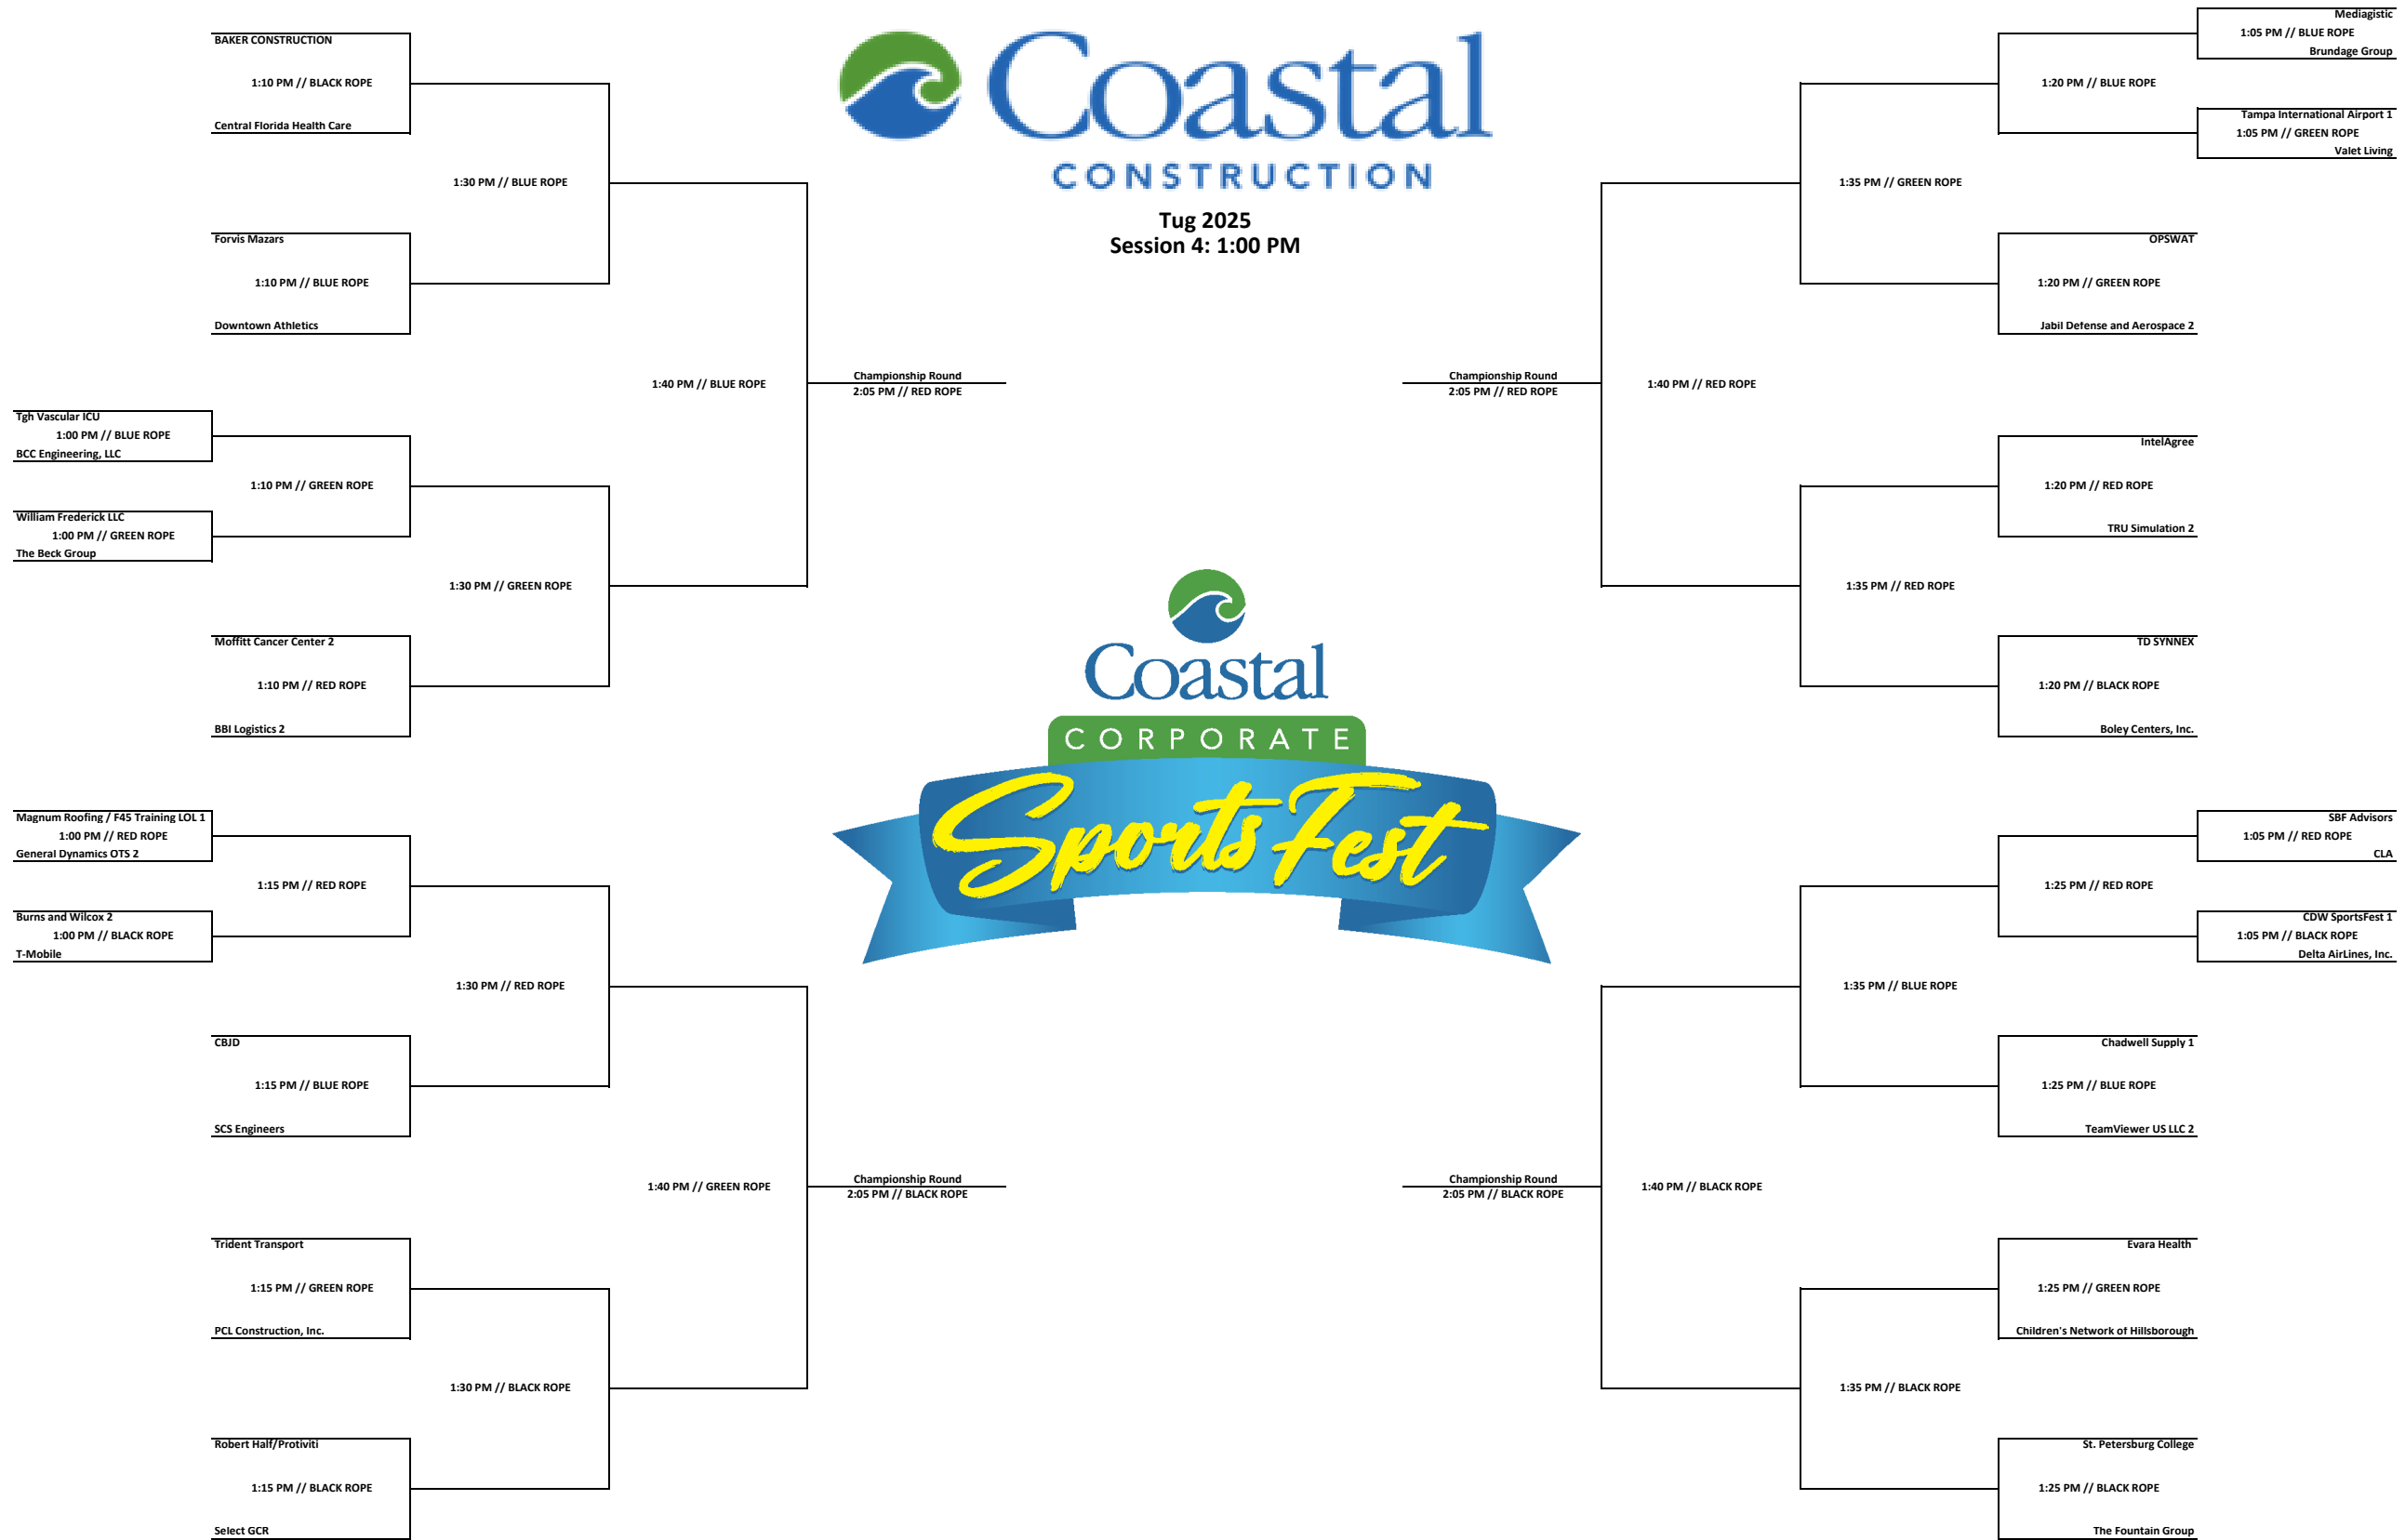 Coastal
CONSTRUCTION
Tug 2025
Session 4: 1:00 PM
BAKER CONSTRUCTION
1:10 PM // BLACK ROPE
Central Florida Health Care
1:30 PM // BLUE ROPE
Forvis Mazars
1:10 PM // BLUE ROPE
Downtown Athletics
1:40 PM // BLUE ROPE
Championship Round
2:05 PM // RED ROPE
Tgh Vascular ICU
1:00 PM // BLUE ROPE
BCC Engineering, LLC
1:10 PM // GREEN ROPE
William Frederick LLC
1:00 PM // GREEN ROPE
The Beck Group
1:30 PM // GREEN ROPE
Moffitt Cancer Center 2
1:10 PM // RED ROPE
BBI Logistics 2
Magnum Roofing / F45 Training LOL 1
1:00 PM // RED ROPE
General Dynamics OTS 2
1:15 PM // RED ROPE
Burns and Wilcox 2
1:00 PM // BLACK ROPE
T-Mobile
1:30 PM // RED ROPE
CBJD
1:15 PM // BLUE ROPE
SCS Engineers
1:40 PM // GREEN ROPE
Championship Round
2:05 PM // BLACK ROPE
Trident Transport
1:15 PM // GREEN ROPE
PCL Construction, Inc.
1:30 PM // BLACK ROPE
Robert Half/Protiviti
1:15 PM // BLACK ROPE
Select GCR
Coastal
CORPORATE
Sports Fest
Mediagistic
1:05 PM // BLUE ROPE
Brundage Group
1:20 PM // BLUE ROPE
Tampa International Airport 1
1:05 PM // GREEN ROPE
Valet Living
1:35 PM // GREEN ROPE
OPSWAT
1:20 PM // GREEN ROPE
Jabil Defense and Aerospace 2
Championship Round
2:05 PM // RED ROPE
1:40 PM // RED ROPE
IntelAgree
1:20 PM // RED ROPE
TRU Simulation 2
1:35 PM // RED ROPE
TD SYNNEX
1:20 PM // BLACK ROPE
Boley Centers, Inc.
SBF Advisors
1:05 PM // RED ROPE
CLA
1:25 PM // RED ROPE
CDW SportsFest 1
1:05 PM // BLACK ROPE
Delta AirLines, Inc.
1:35 PM // BLUE ROPE
Chadwell Supply 1
1:25 PM // BLUE ROPE
TeamViewer US LLC 2
Championship Round
2:05 PM // BLACK ROPE
1:40 PM // BLACK ROPE
Evara Health
1:25 PM // GREEN ROPE
Children's Network of Hillsborough
1:35 PM // BLACK ROPE
St. Petersburg College
1:25 PM // BLACK ROPE
The Fountain Group